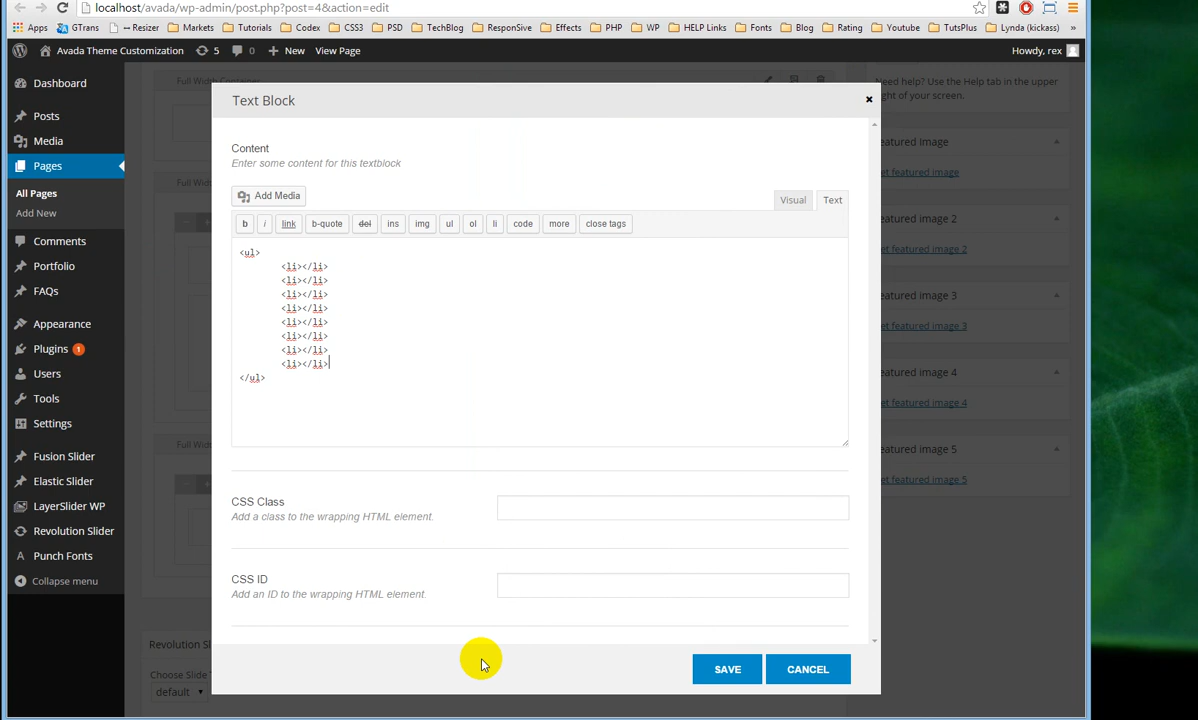 localhost/avada/wp-admin/post.php?post=4&action=edit
Apps GTrans ↔ Resizer Markets Tutorials Codex CSS3 PSD TechBlog ResponSive Effects PHP WP HELP Links Fonts Blog Rating Youtube TutsPlus Lynda (kickass) »
Avada Theme Customization 5 0 + New View Page Howdy, rex
Dashboard
Posts
Media
Pages
All Pages
Add New
Comments
Portfolio
FAQs
Appearance
Plugins 1
Users
Tools
Settings
Fusion Slider
Elastic Slider
LayerSlider WP
Revolution Slider
Punch Fonts
Collapse menu
Full Width Container
Full Wid
Full Wid
Revolution Sl
Choose Slide T
default
Text Block
Content
Enter some content for this textblock
Add Media
Visual Text
b i link b-quote del ins img ul ol li code more close tags
<ul>
<li></li>
<li></li>
<li></li>
<li></li>
<li></li>
<li></li>
<li></li>
<li></li>
</ul>
CSS Class
Add a class to the wrapping HTML element.
CSS ID
Add an ID to the wrapping HTML element.
SAVE CANCEL
Need help? Use the Help tab in the upper
ght of your screen.
eatured Image
et featured image
eatured image 2
et featured image 2
eatured image 3
et featured image 3
eatured image 4
et featured image 4
eatured image 5
et featured image 5